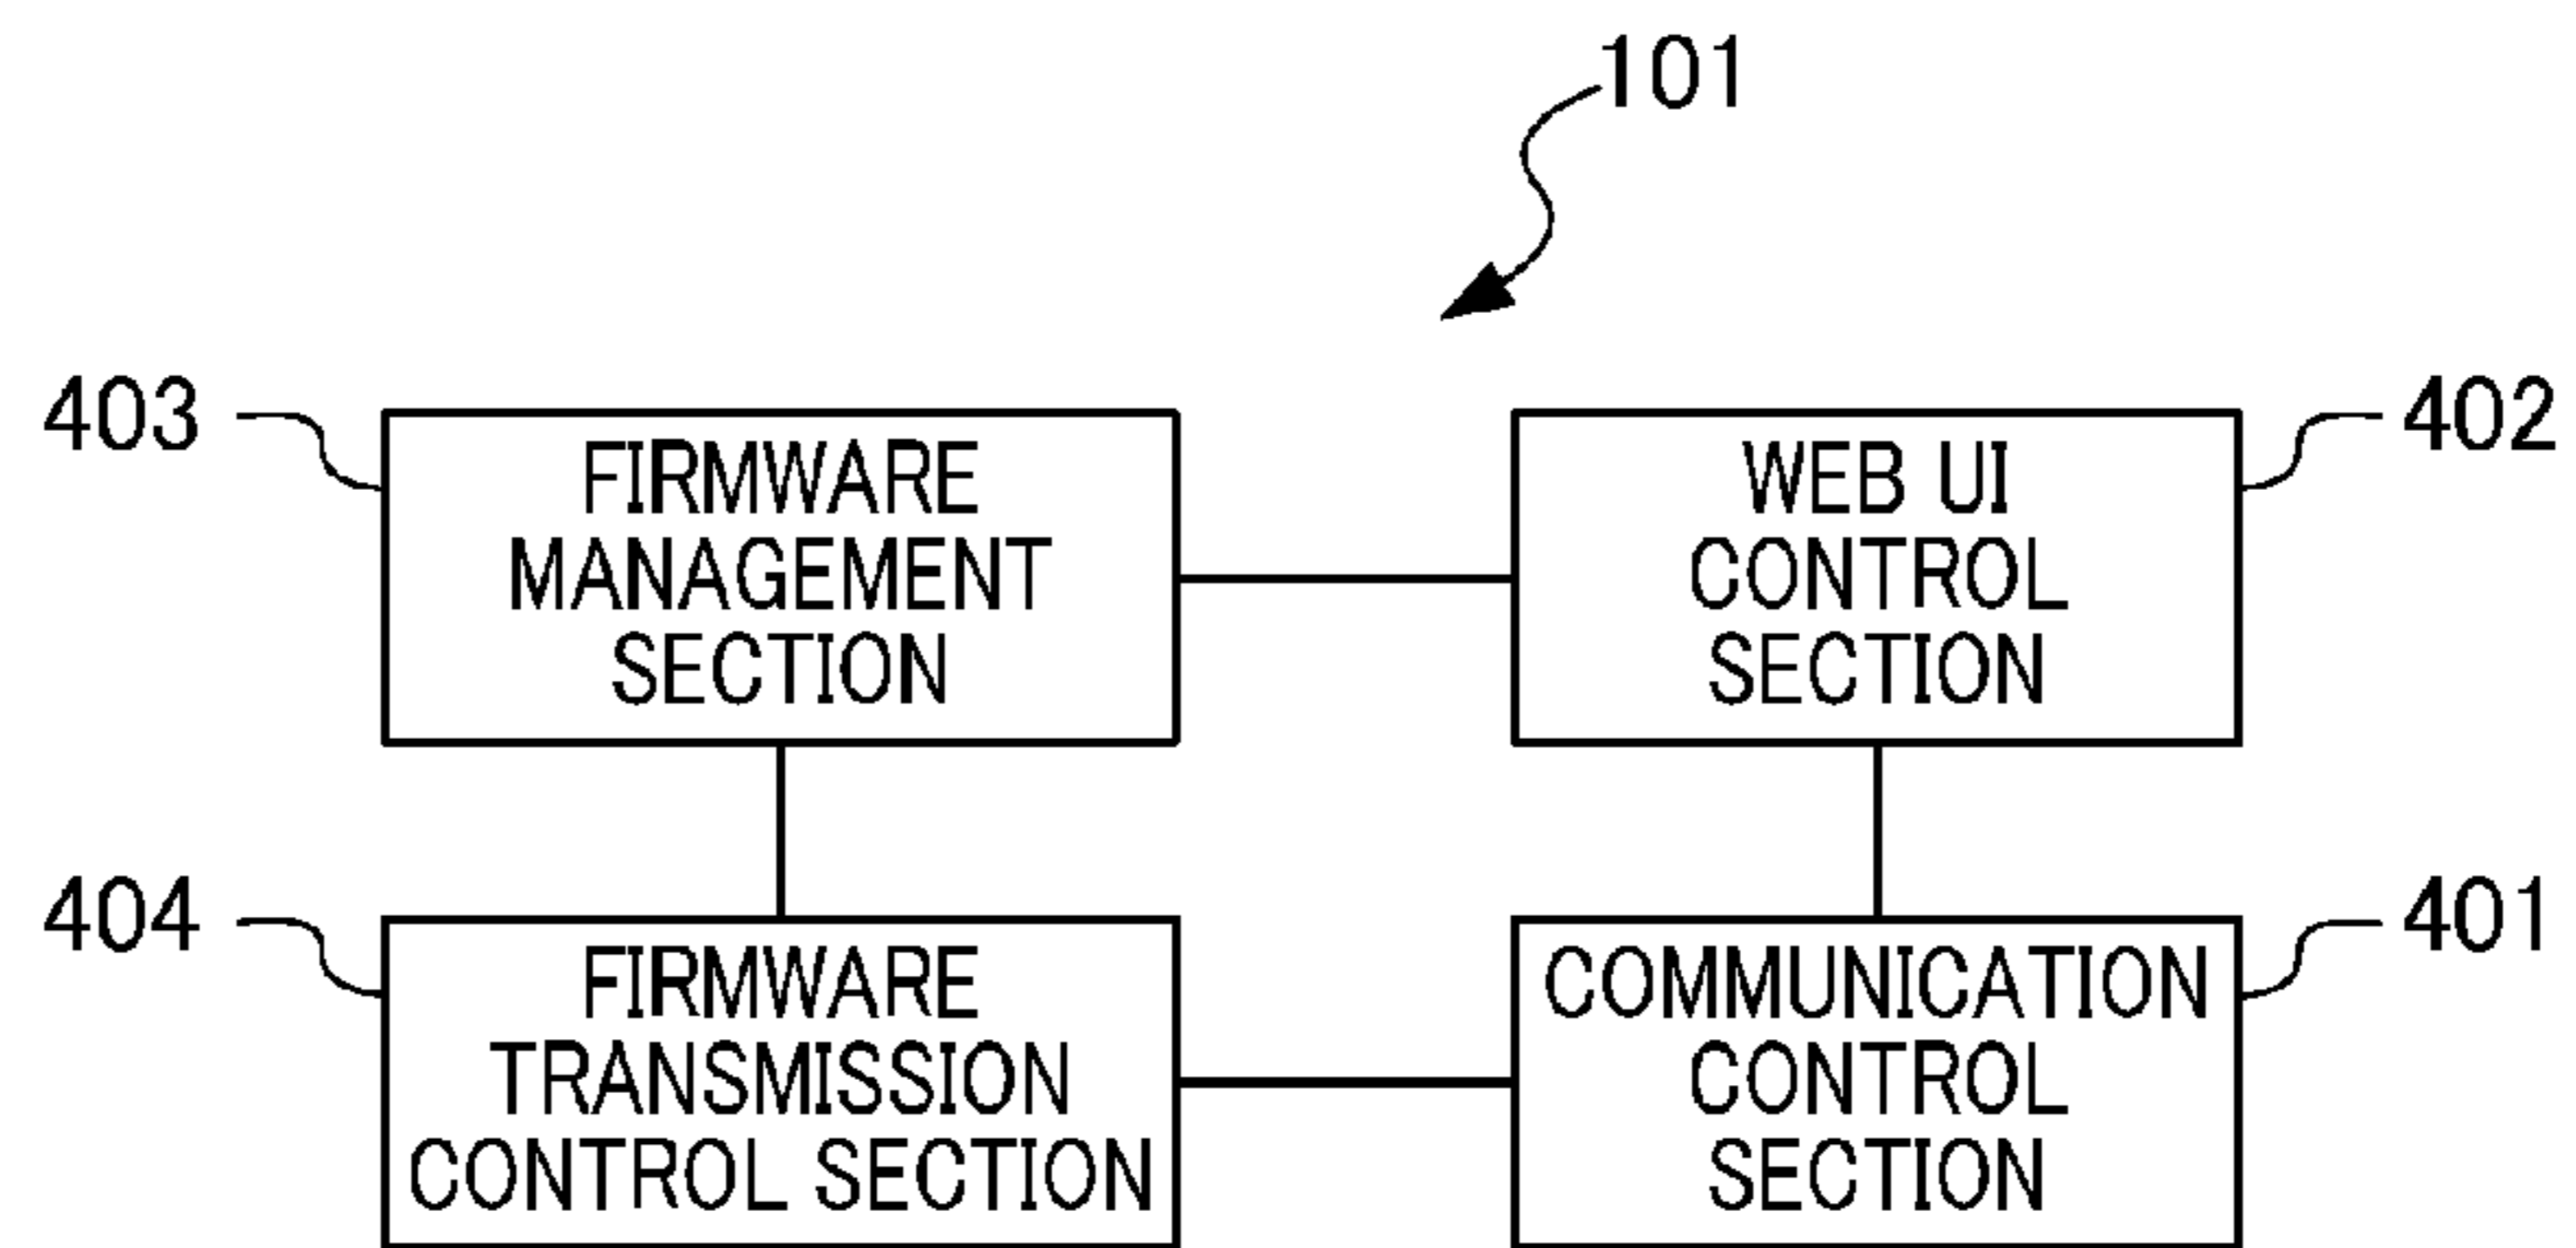 101
403
FIRMWARE
MANAGEMENT
SECTION
WEB UI
CONTROL
SECTION
402
404
FIRMWARE
TRANSMISSION
CONTROL SECTION
COMMUNICATION
CONTROL
SECTION
401